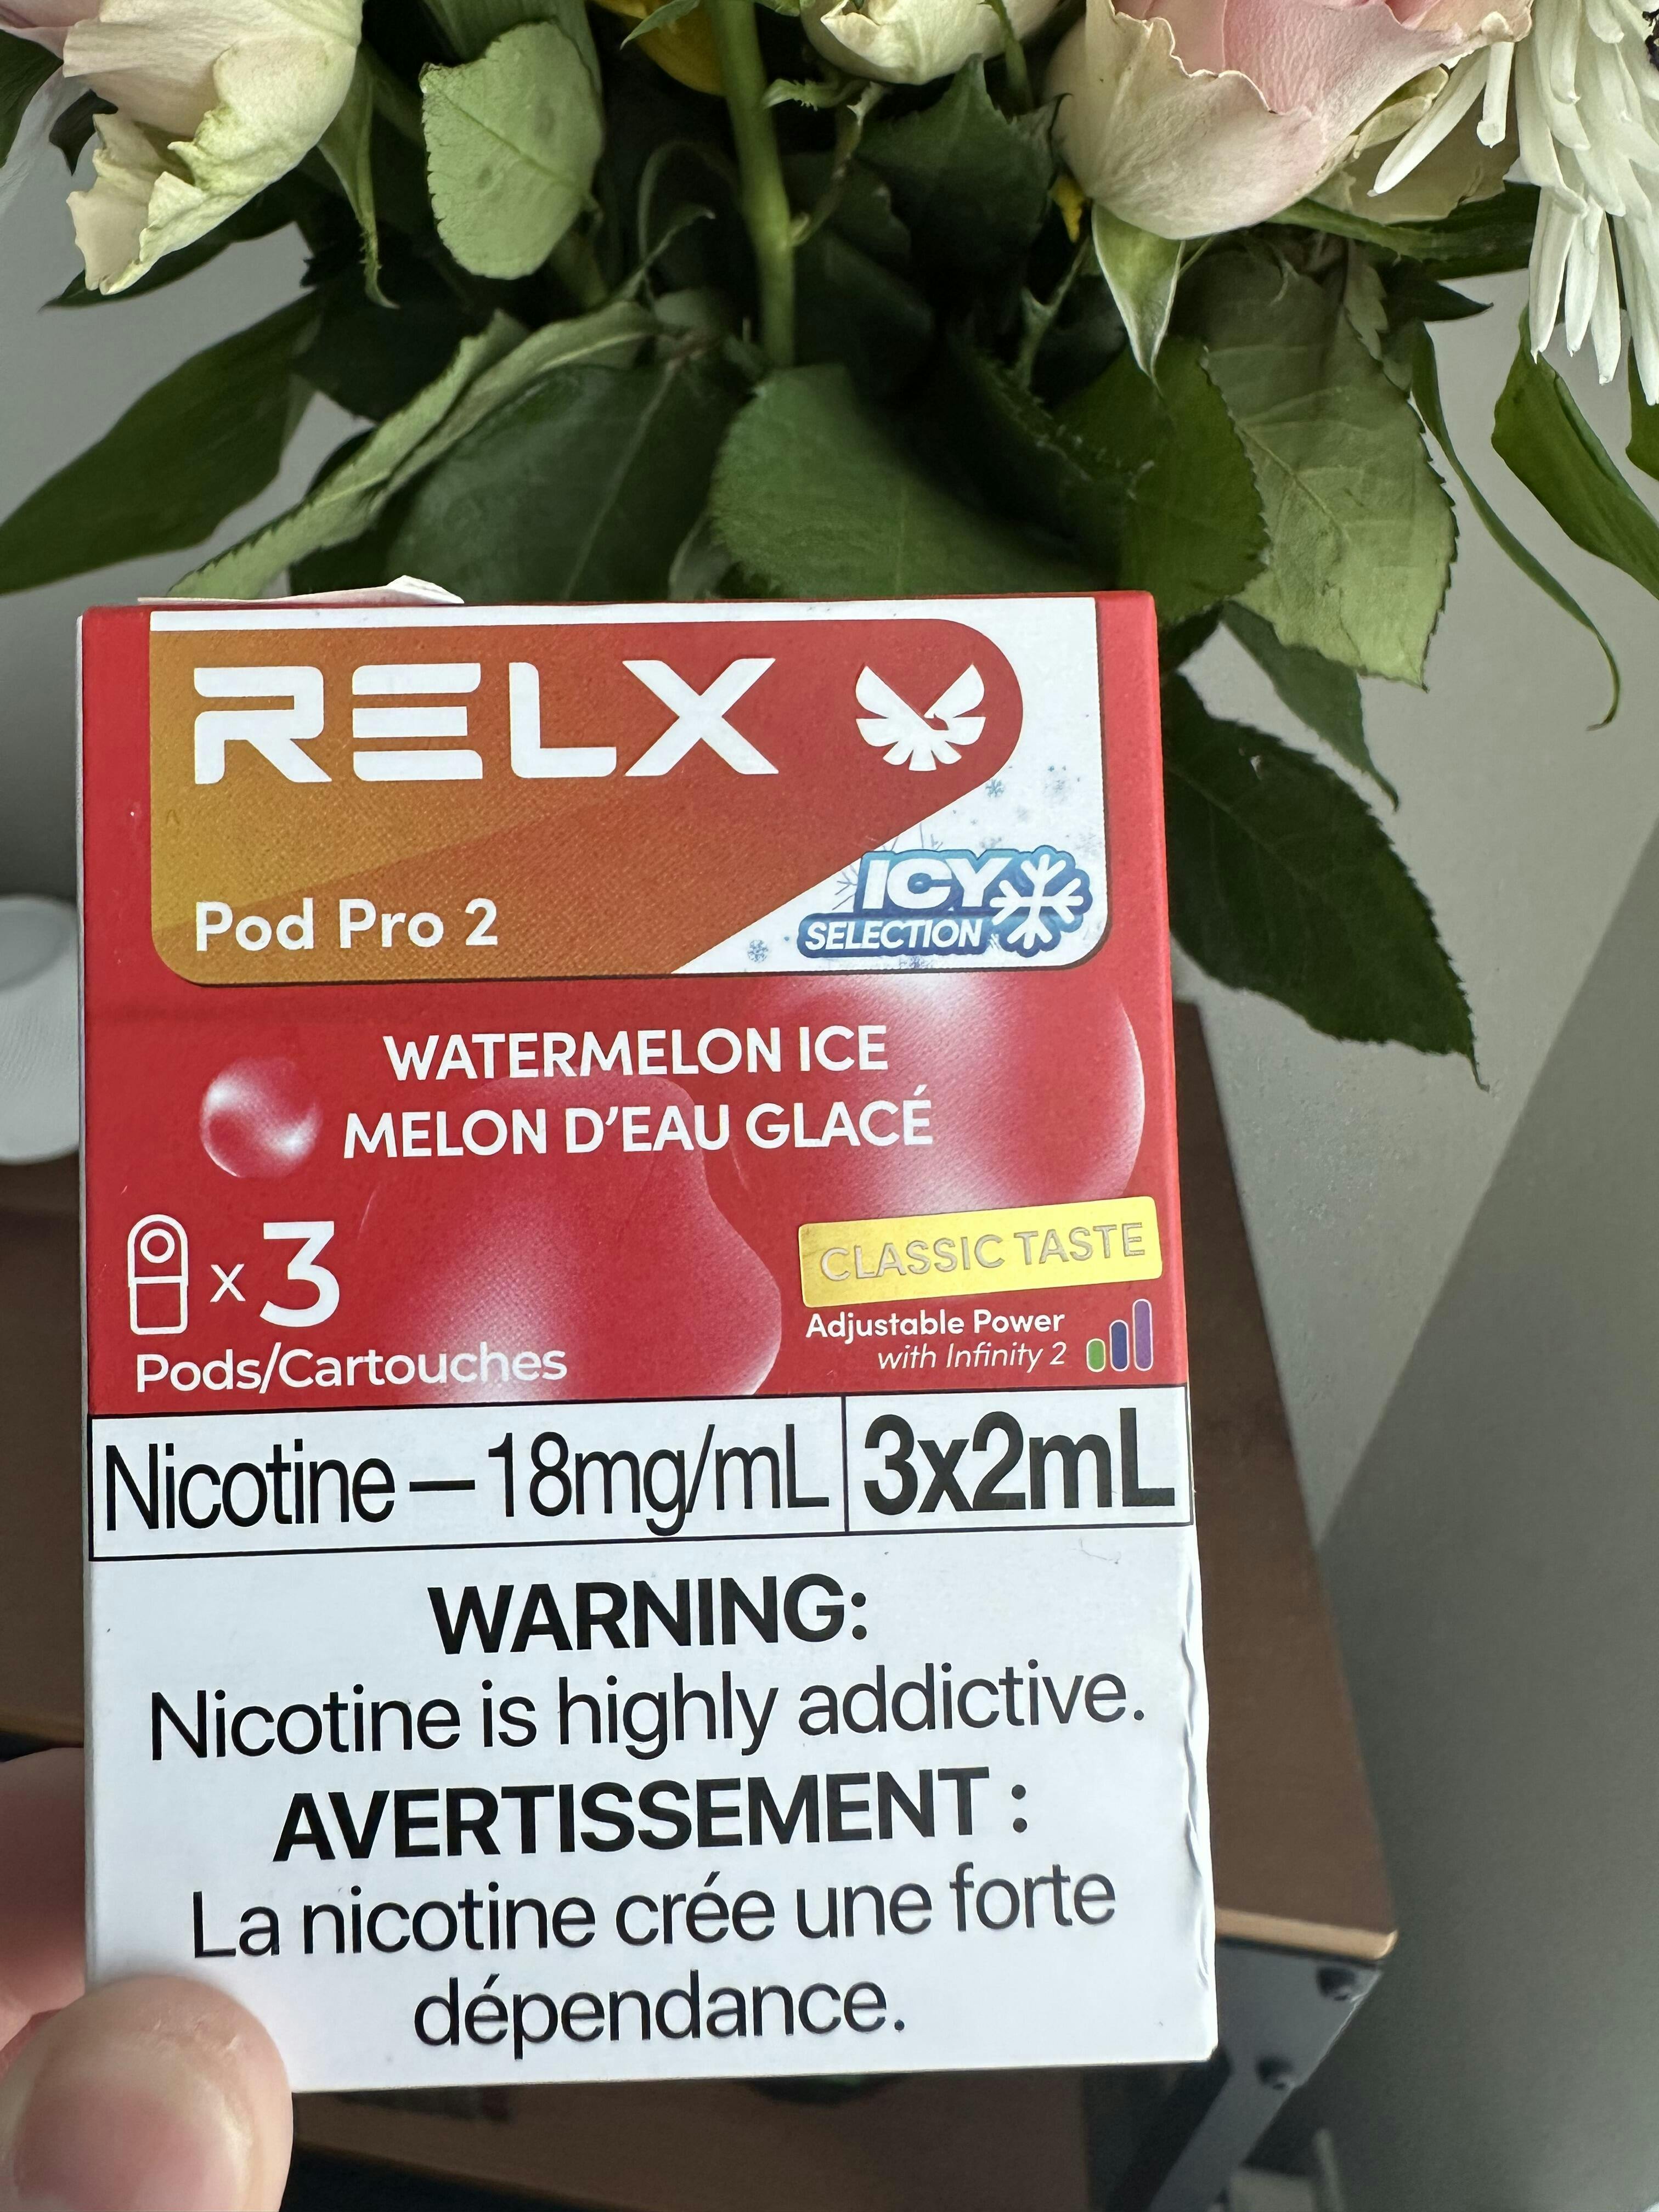 RELX
Pod Pro 2
ICY
SELECTION
WATERMELON ICE
MELON D'EAU GLACÉ
x 3
Pods/Cartouches
CLASSIC TASTE
Adjustable Power
with Infinity 2
Nicotine – 18mg/mL
3x2mL
WARNING:
Nicotine is highly addictive.
AVERTISSEMENT :
La nicotine crée une forte
dépendance.